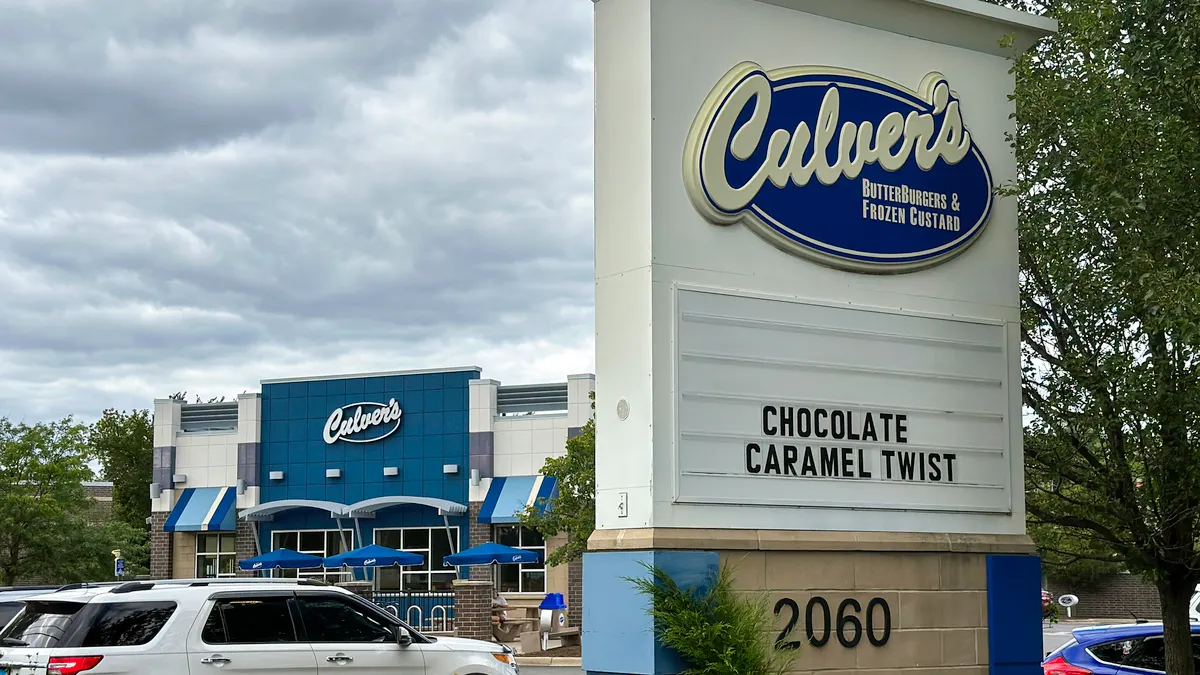 Culver's
ButterBurgers &
Frozen Custard
CHOCOLATE
CARAMEL TWIST
2060
Culver's